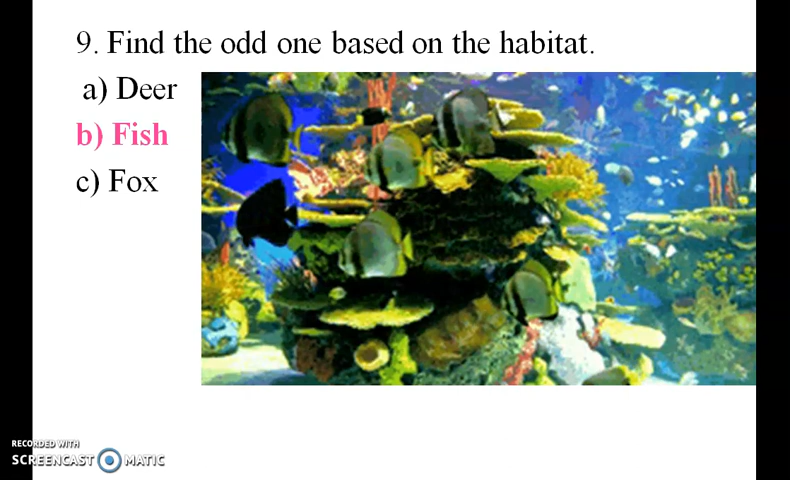 9. Find the odd one based on the habitat.
a) Deer
b) Fish
c) Fox
RECORDED WITH
SCREENCAST MATIC